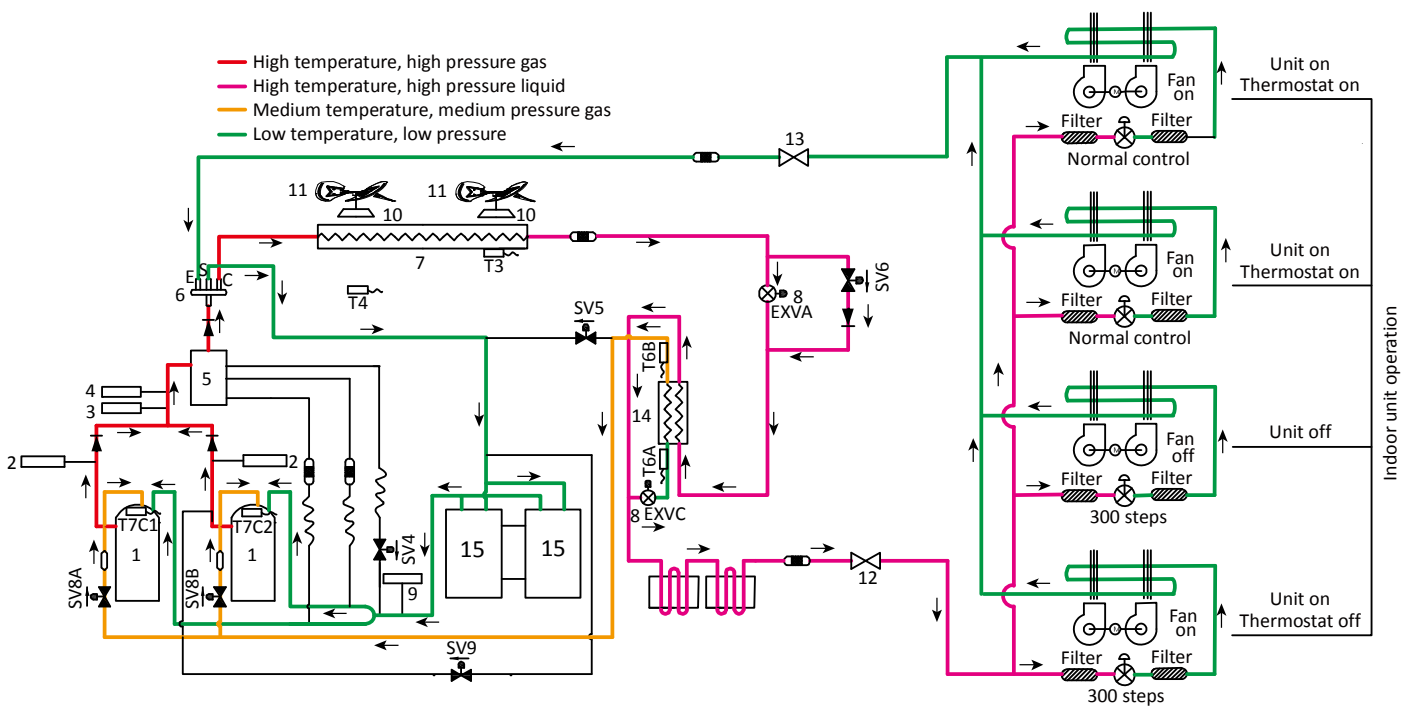 High temperature, high pressure gas
High temperature, high pressure liquid
Medium temperature, medium pressure gas
Low temperature, low pressure
13
11
11
10
10
7
T3
T4
E
S
C
6
5
4
3
2
2
T7C1
T7C2
1
1
SV8A
SV8B
SV4
9
SV9
15
15
SV5
T6B
14
T6A
8
EXVC
8
EXVA
SV6
12
M
Fan
on
Filter
Filter
Normal control
M
Fan
on
Filter
Filter
Normal control
M
Fan
off
Filter
Filter
300 steps
M
Fan
on
Filter
Filter
300 steps
Unit on
Thermostat on
Unit on
Thermostat on
Unit off
Unit on
Thermostat off
Indoor unit operation